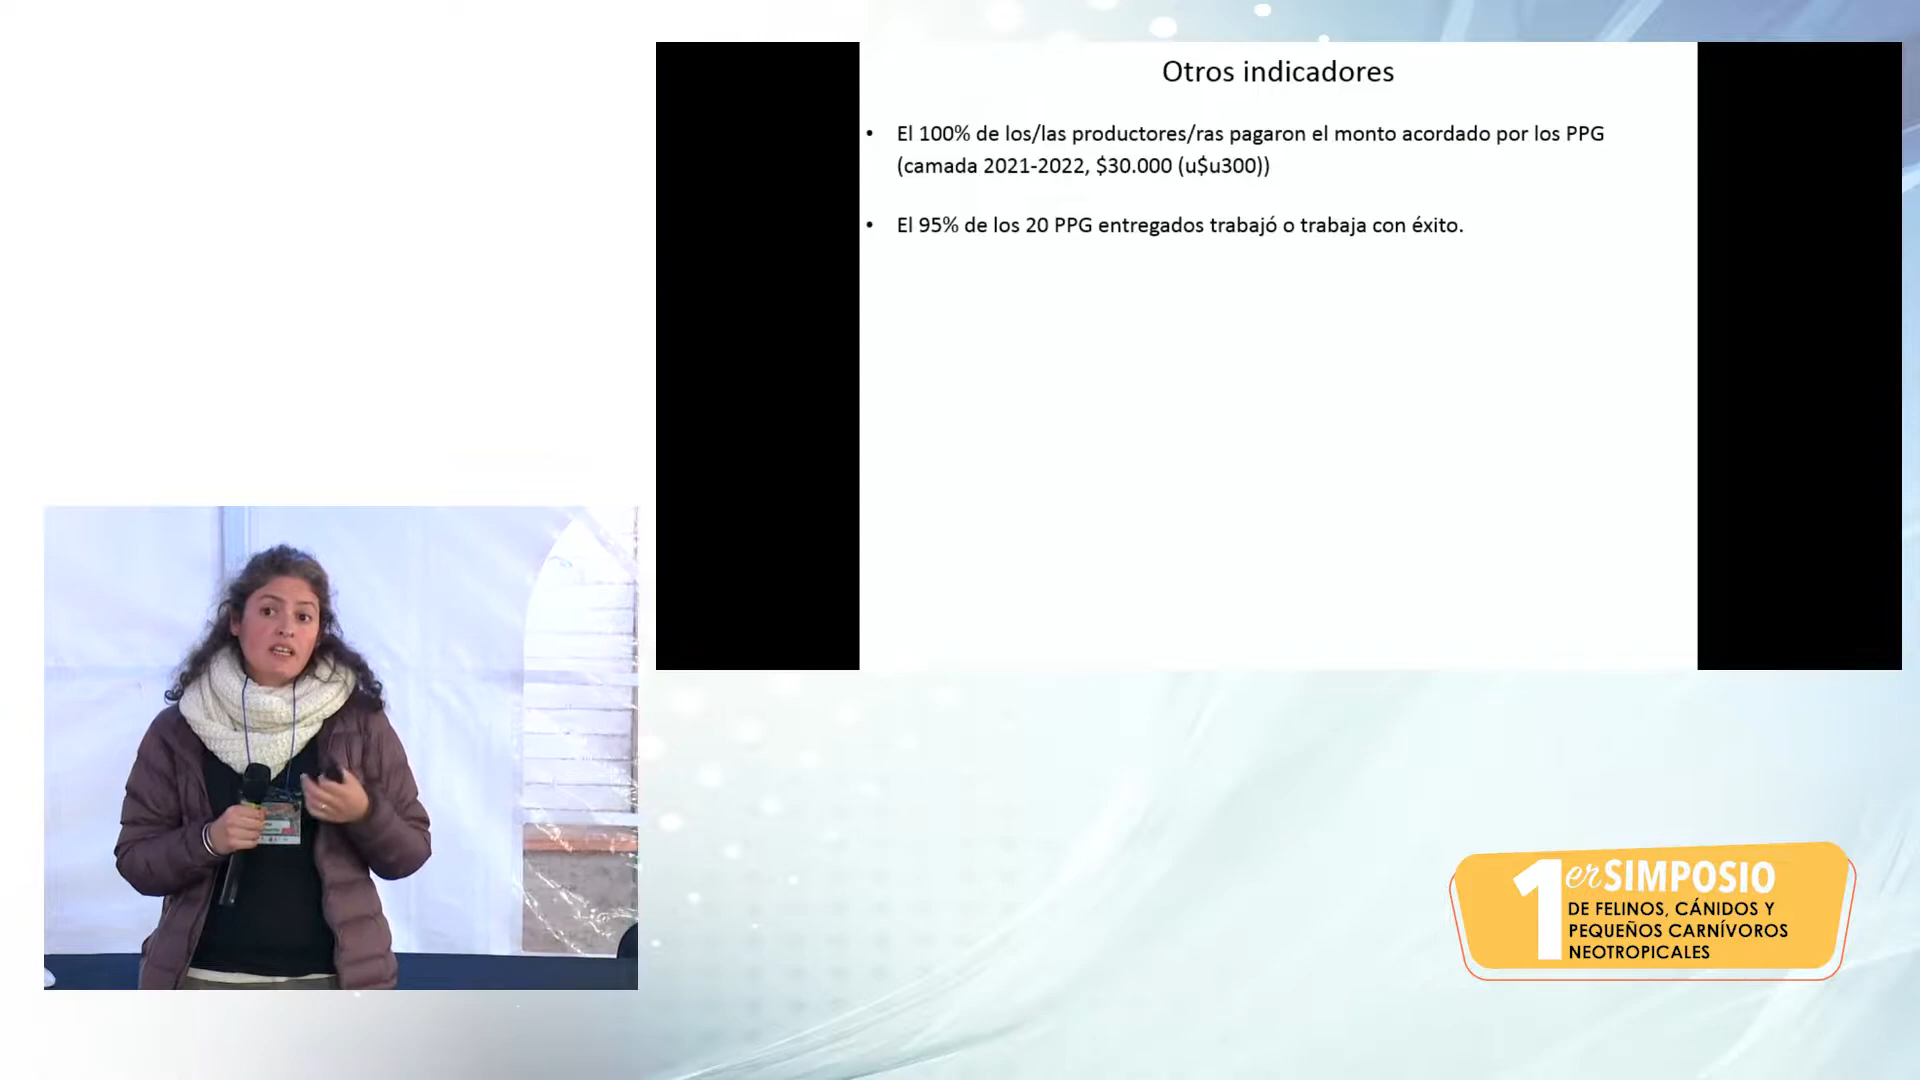 Otros indicadores
• El 100% de los/las productores/ras pagaron el monto acordado por los PPG
(camada 2021-2022, $30.000 (u$u300))
• El 95% de los 20 PPG entregados trabajó o trabaja con éxito.
1er SIMPOSIO
DE FELINOS, CÁNIDOS Y
PEQUEÑOS CARNÍVOROS
NEOTROPICALES